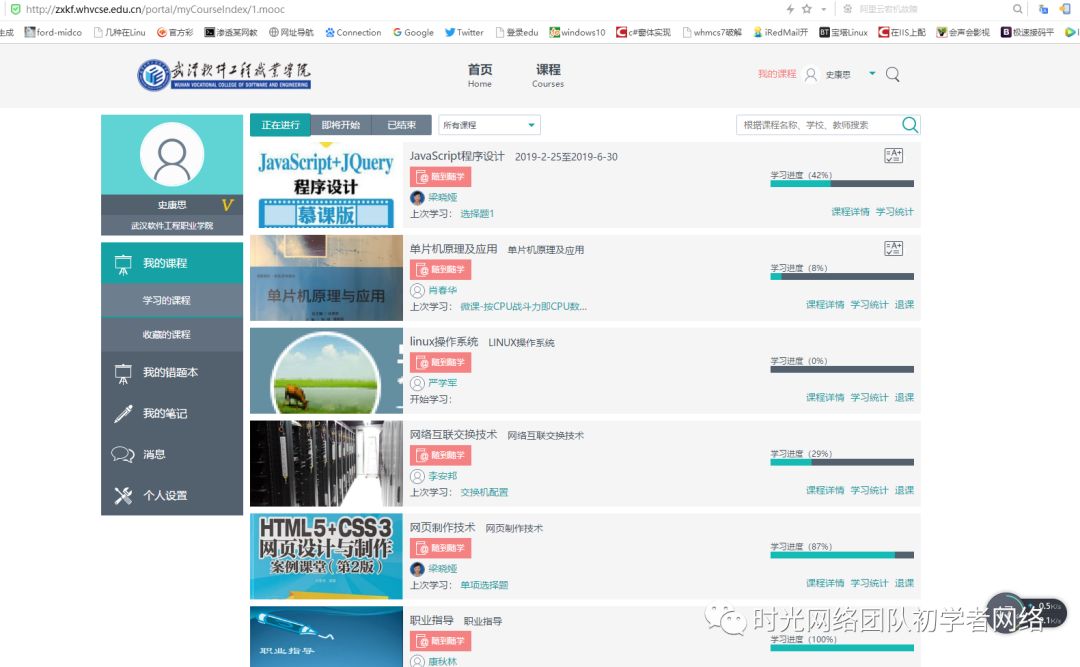 http://zxkf.whvcse.edu.cn/portal/myCourseIndex/1.mooc
阿里云宕机故障
生成 ford-midco 几种在Linu 官方彩 渗透某网教 网址导航 Connection Google Twitter 登录edu windows10 c#窗体实现 whmcs7破解 iRedMail开 宝塔Linux 在IIS上配 会声会影视 极速接码平
武汉软件工程职业学院
WUHAN VOCATIONAL COLLEGE OF SOFTWARE AND ENGINEERING
首页 课程
Home Courses
我的课程 史康思
史康思
V
武汉软件工程职业学院
我的课程
学习的课程
收藏的课程
我的错题本
我的笔记
消息
个人设置
正在进行 即将开始 已结束 所有课程
根据课程名称、学校、教师搜索
JavaScript+JQuery
程序设计
慕课版
JavaScript程序设计 2019-2-25至2019-6-30
随到随学
梁晓娅
上次学习: 选择题1
学习进度 (42%)
课程详情 学习统计
单片机原理与应用
单片机原理及应用 单片机原理及应用
随到随学
肖春华
上次学习: 微课-按CPU战斗力即CPU数...
学习进度 (8%)
课程详情 学习统计 退课
linux操作系统 LINUX操作系统
随到随学
严学军
开始学习:
学习进度 (0%)
课程详情 学习统计 退课
网络互联交换技术 网络互联交换技术
随到随学
李安邦
上次学习: 交换机配置
学习进度 (29%)
课程详情 学习统计 退课
HTML5+CSS3
网页设计与制作
案例课堂(第2版)
网页制作技术 网页制作技术
随到随学
梁晓娅
上次学习: 单项选择题
学习进度 (87%)
课程详情 学习统计 退课
职业指导
职业指导 职业指导
随到随学
康秋林
学习进度 (100%)
时光网络团队初学者网络
0.5K/s